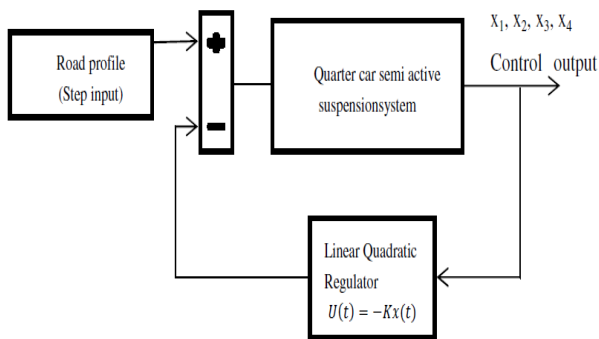 Road profile
(Step input)
+
−
Quarter car semi active
suspensionsystem
x₁, x₂, x₃, x₄
Control output
Linear Quadratic
Regulator
U(t) = −Kx(t)